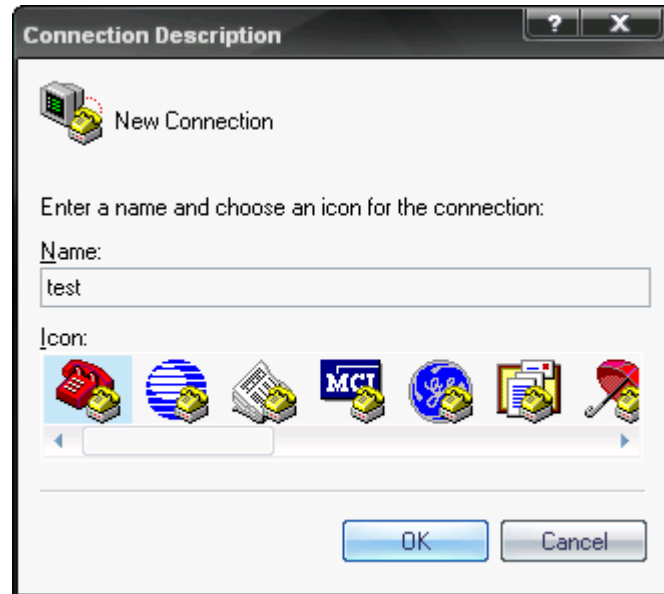 Connection Description
New Connection
Enter a name and choose an icon for the connection:
Name:
test
Icon:
MCI
OK Cancel